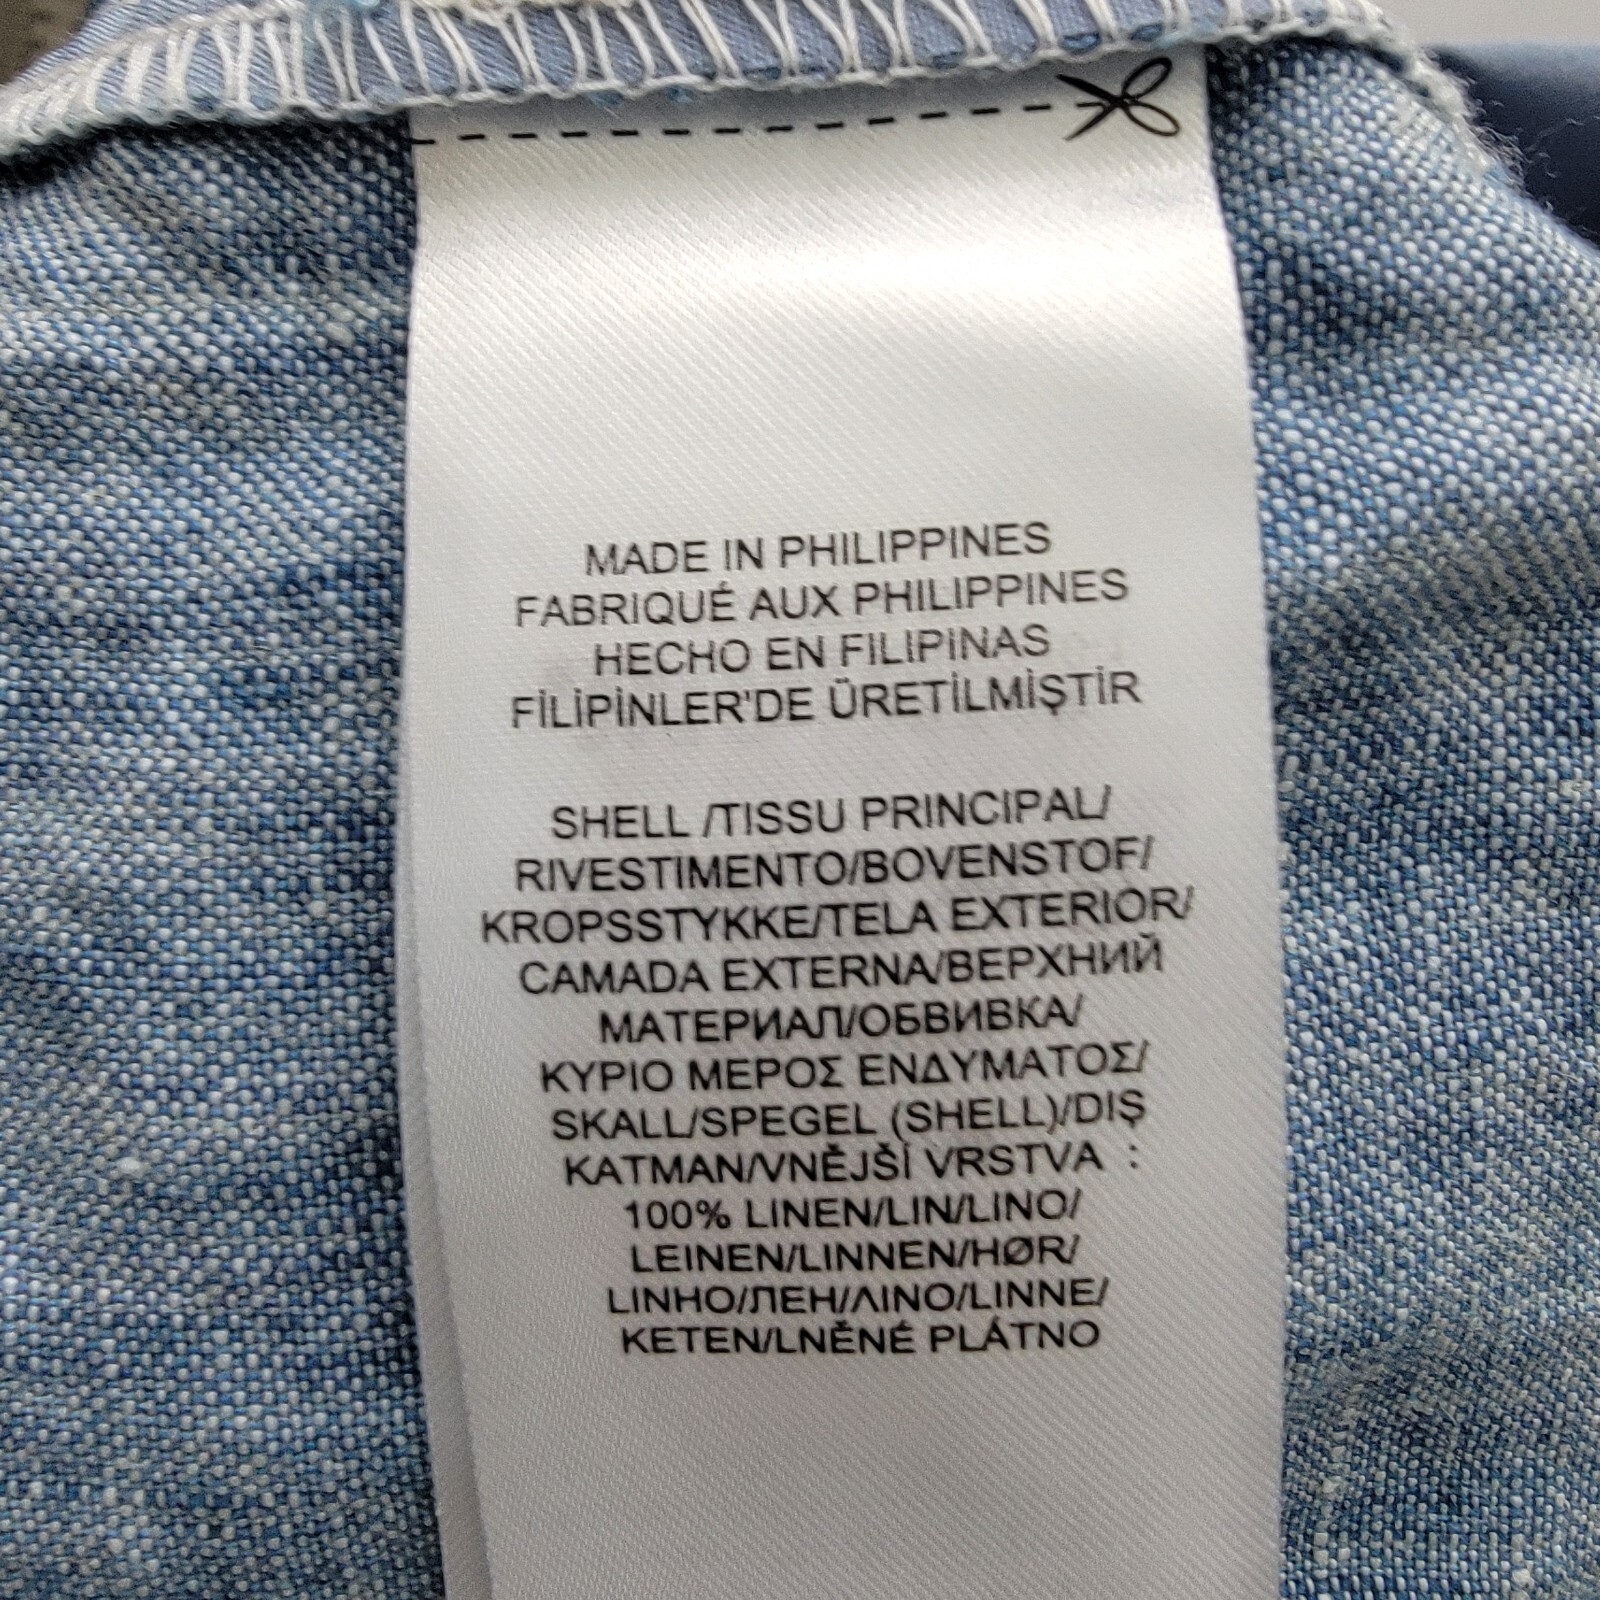 MADE IN PHILIPPINES
FABRIQUÉ AUX PHILIPPINES
HECHO EN FILIPINAS
FİLİPİNLER'DE ÜRETİLMİŞTİR
SHELL /TISSU PRINCIPAL/
RIVESTIMENTO/BOVENSTOF/
KROPSSTYKKE/TELA EXTERIOR/
CAMADA EXTERNA/ВЕРХНИЙ
МАТЕРИАЛ/ОБВИВКА/
ΚΥΡΙΟ ΜΕΡΟΣ ΕΝΔΥΜΑΤΟΣ/
SKALL/SPEGEL (SHELL)/DIŞ
KATMAN/VNĚJŠÍ VRSTVA :
100% LINEN/LIN/LINO/
LEINEN/LINNEN/HØR/
LINHO/ЛЕН/ΛΙΝΟ/LINNE/
KETEN/LNĚNÉ PLÁTNO